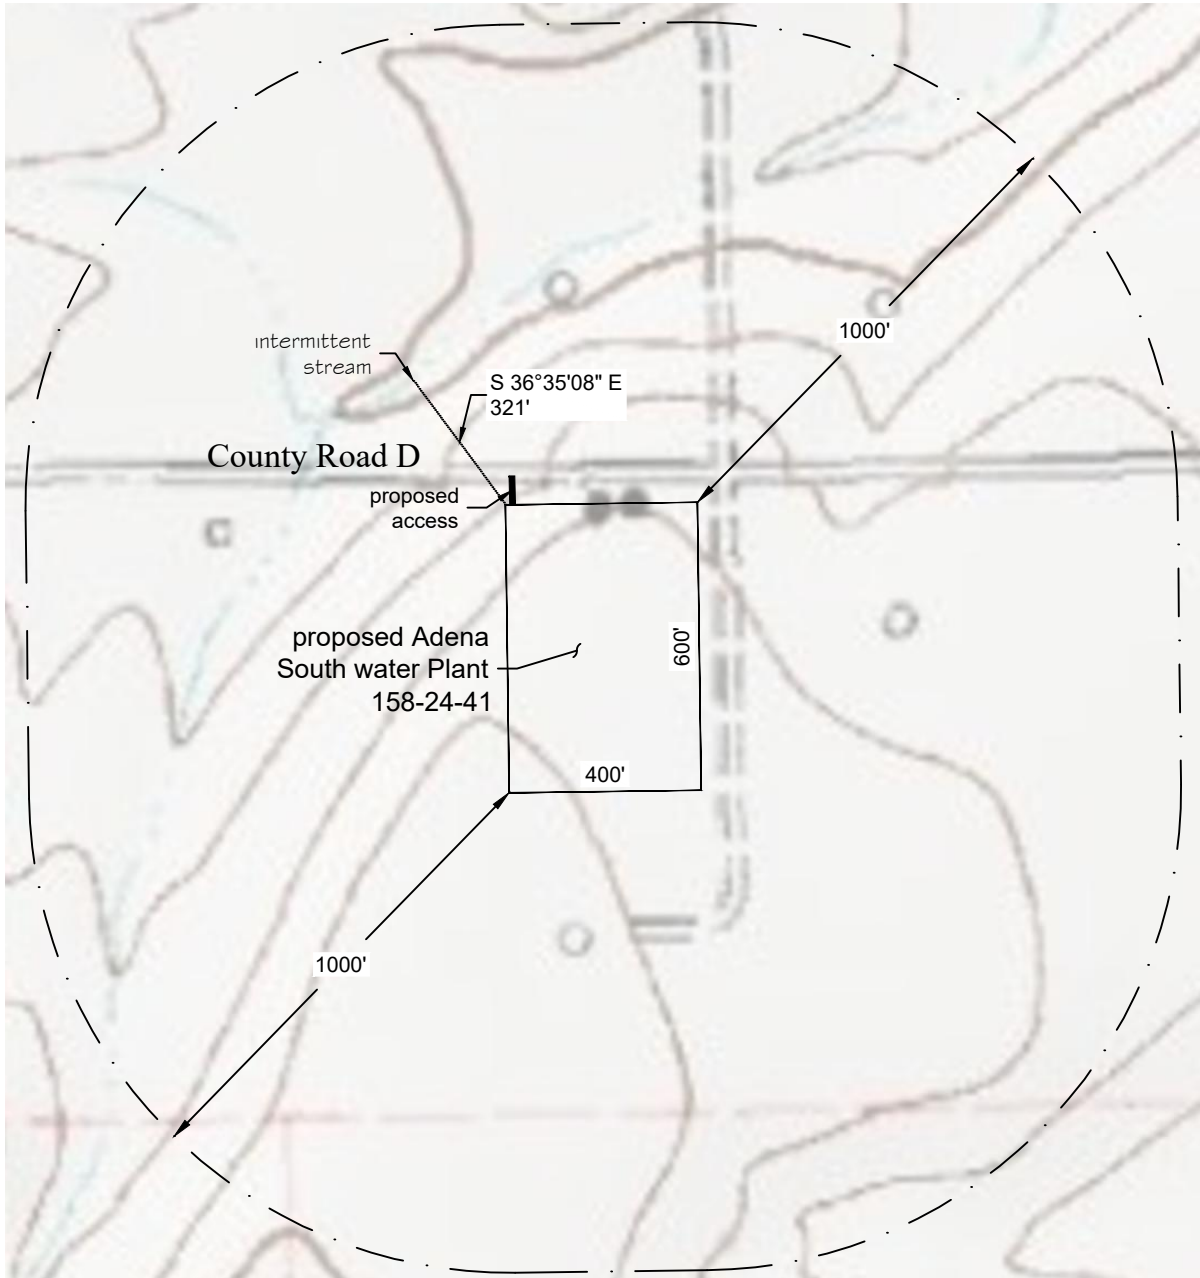 1000'
intermittent
stream
S 36°35'08" E
321'
County Road D
proposed
access
proposed Adena
South water Plant
158-24-41
600'
400'
1000'